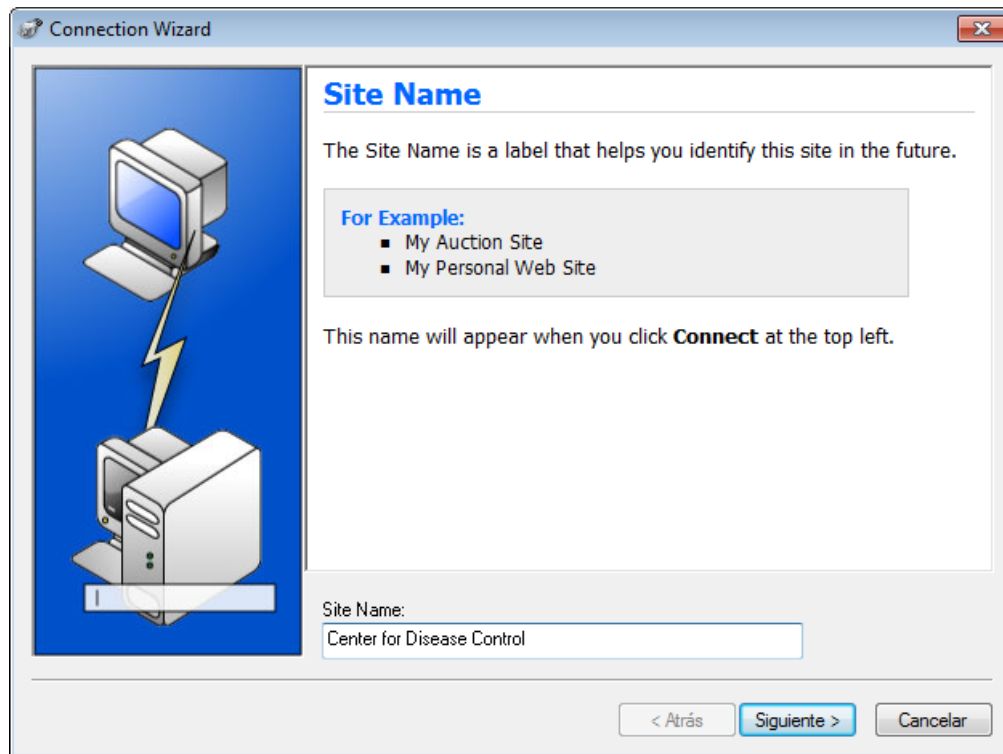 Connection Wizard
Site Name
The Site Name is a label that helps you identify this site in the future.
For Example:
My Auction Site
My Personal Web Site
This name will appear when you click Connect at the top left.
Site Name:
Center for Disease Control
< Atrás Siguiente > Cancelar